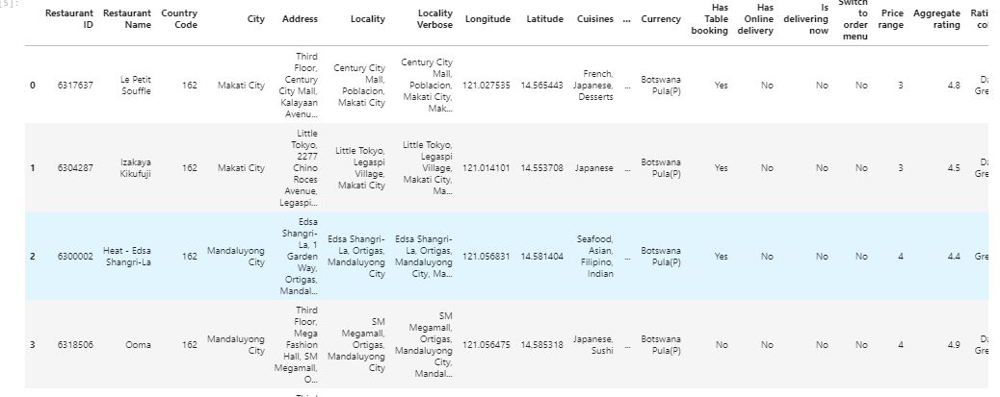 [5]:
Restaurant ID Restaurant Name Country Code City Address Locality Locality Verbose Longitude Latitude Cuisines ... Currency Has Table booking Has Online delivery Is delivering now Switch to order menu Price range Aggregate rating
0 6317637 Le Petit Souffle 162 Makati City Third Floor, Century City Mall, Kalayaan Avenu... Century City Mall, Poblacion, Makati City Century City Mall, Poblacion, Makati City, Mak... 121.027535 14.565443 French, Japanese, Desserts ... Botswana Pula(P) Yes No No No 3 4.8
1 6304287 Izakaya Kikufuji 162 Makati City Little Tokyo, 2277 Chino Roces Avenue, Legaspi... Little Tokyo, Legaspi Village, Makati City Little Tokyo, Legaspi Village, Makati City, Ma... 121.014101 14.553708 Japanese ... Botswana Pula(P) Yes No No No 3 4.5
2 6300002 Heat - Edsa Shangri-La 162 Mandaluyong City Edsa Shangri-La, 1 Garden Way, Ortigas, Mandal... Edsa Shangri-La, Ortigas, Mandaluyong City Edsa Shangri-La, Ortigas, Mandaluyong City, Ma... 121.056831 14.581404 Seafood, Asian, Filipino, Indian ... Botswana Pula(P) Yes No No No 4 4.4
3 6318506 Ooma 162 Mandaluyong City Third Floor, Mega Fashion Hall, SM Megamall, O... SM Megamall, Ortigas, Mandaluyong City SM Megamall, Ortigas, Mandaluyong City, Mandal... 121.056475 14.585318 Japanese, Sushi ... Botswana Pula(P) No No No No 4 4.9